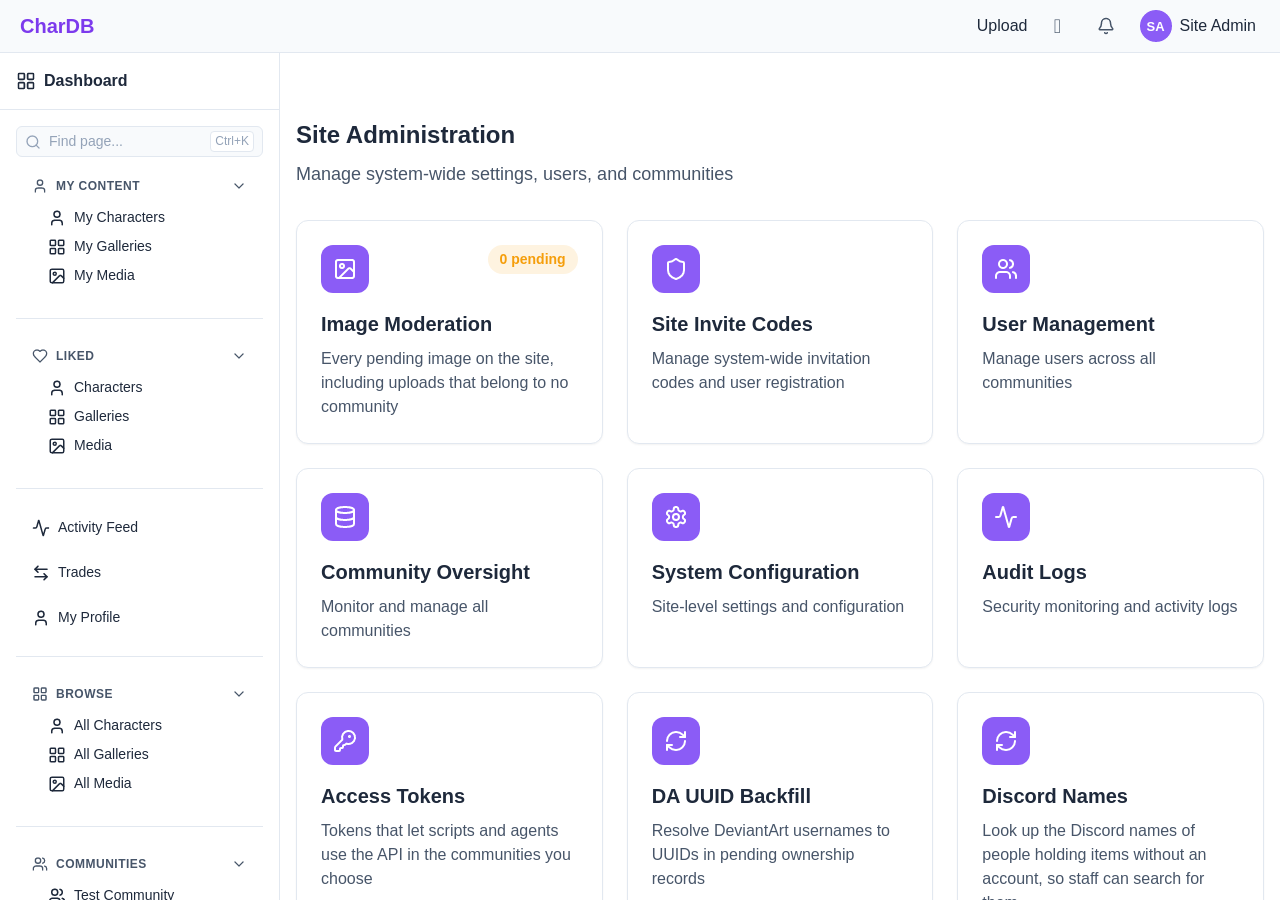 CharDB
Upload
SA
Site Admin
Dashboard
Find page...
Ctrl+K
MY CONTENT
My Characters
My Galleries
My Media
LIKED
Characters
Galleries
Media
Activity Feed
Trades
My Profile
BROWSE
All Characters
All Galleries
All Media
COMMUNITIES
Test Community
Site Administration
Manage system-wide settings, users, and communities
0 pending
Image Moderation
Every pending image on the site,
including uploads that belong to no
community
Site Invite Codes
Manage system-wide invitation
codes and user registration
User Management
Manage users across all
communities
Community Oversight
Monitor and manage all
communities
System Configuration
Site-level settings and configuration
Audit Logs
Security monitoring and activity logs
Access Tokens
Tokens that let scripts and agents
use the API in the communities you
choose
DA UUID Backfill
Resolve DeviantArt usernames to
UUIDs in pending ownership
records
Discord Names
Look up the Discord names of
people holding items without an
account, so staff can search for